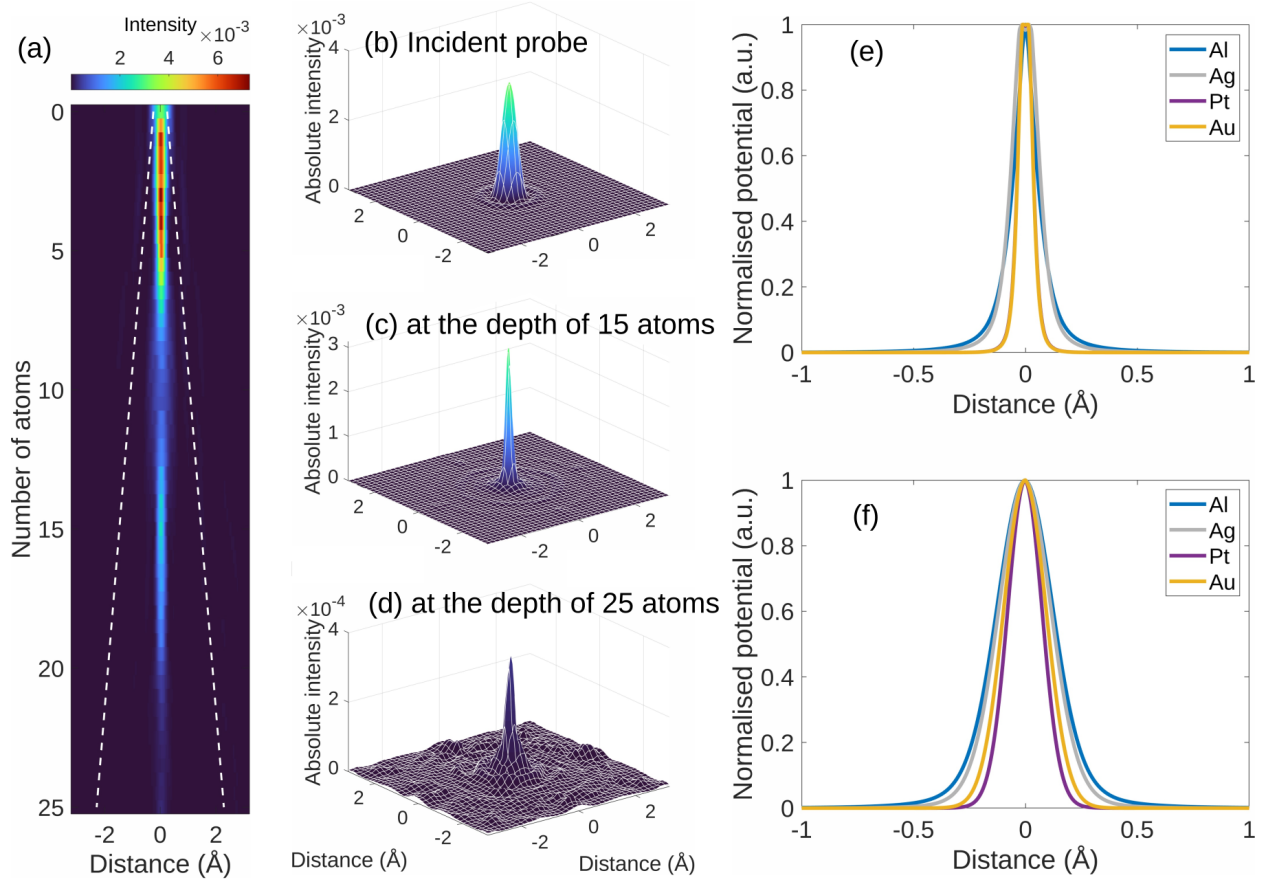 (a)
Intensity
×10⁻³
2 4 6
0
5
10
15
20
25
Number of atoms
-2 0 2
Distance (Å)
(b) Incident probe
×10⁻³
4
2
0
Absolute intensity
2 0 -2
-2 0 2
(c) at the depth of 15 atoms
×10⁻³
3
2
1
0
Absolute intensity
2 0 -2
-2 0 2
(d) at the depth of 25 atoms
×10⁻⁴
4
2
0
Absolute intensity
2 0 -2
-2 0 2
Distance (Å)
Distance (Å)
(e)
Al
Ag
Pt
Au
1
0.8
0.6
0.4
0.2
0
Normalised potential (a.u.)
-1 -0.5 0 0.5 1
Distance (Å)
(f)
Al
Ag
Pt
Au
1
0.8
0.6
0.4
0.2
0
Normalised potential (a.u.)
-1 -0.5 0 0.5 1
Distance (Å)